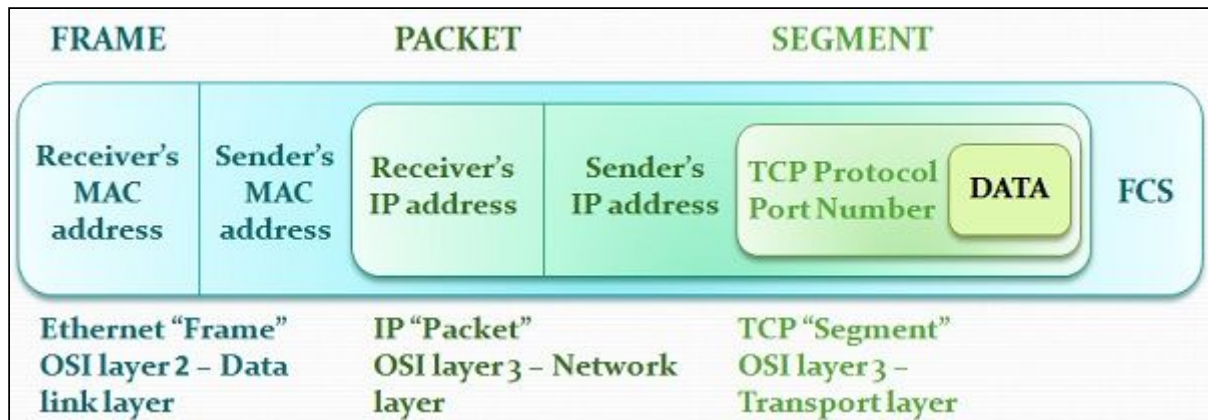 FRAME
PACKET
SEGMENT
Receiver's
MAC
address
Sender's
MAC
address
Receiver's
IP address
Sender's
IP address
TCP Protocol
Port Number
DATA
FCS
Ethernet “Frame”
OSI layer 2 – Data
link layer
IP “Packet”
OSI layer 3 – Network
layer
TCP “Segment”
OSI layer 3 –
Transport layer